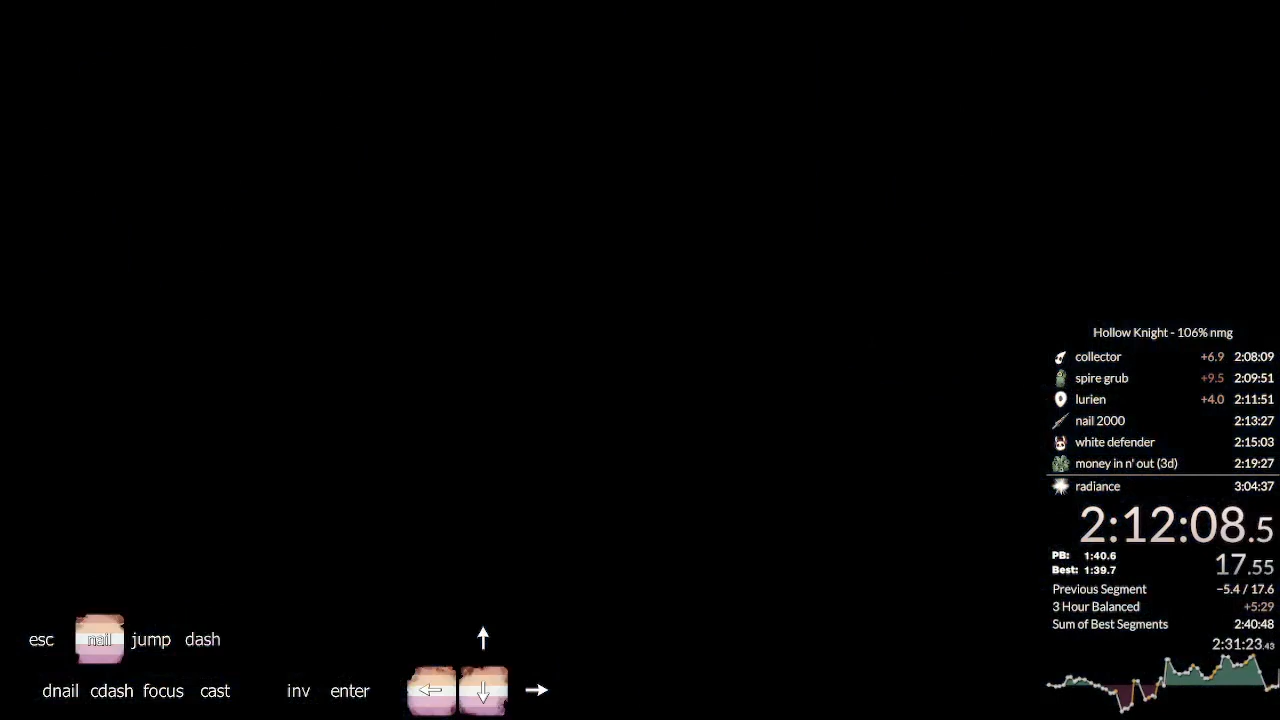 Hollow Knight - 106% nmg
collector +6.9 2:08:09
spire grub +9.5 2:09:51
lurien +4.0 2:11:51
nail 2000 2:13:27
white defender 2:15:03
money in n' out (3d) 2:19:27
radiance 3:04:37
2:12:08.5
PB: 1:40.6
Best: 1:39.7
17.55
Previous Segment −5.4 / 17.6
3 Hour Balanced +5:29
Sum of Best Segments 2:40:48
2:31:23.43
esc nail jump dash
dnail cdash focus cast inv enter